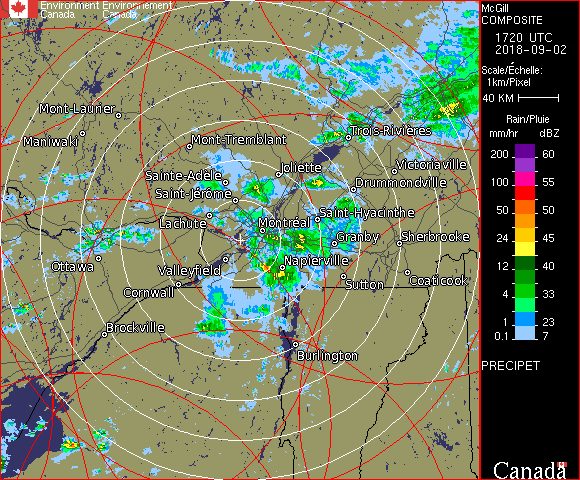 Environment Environnement
Canada Canada
McGill
COMPOSITE
1720 UTC
2018-09-02
Scale/Échelle:
1km/Pixel
40 KM
Rain/Pluie
mm/hr dBZ
200 60
100 55
50 50
24 45
12 40
4 33
1 23
0.1 7
PRECIPET
Canada
Mont-Laurier
Maniwaki
Mont-Tremblant
Trois-Rivières
Sainte-Adèle
Joliette
Victoriaville
Saint-Jérôme
Drummondville
Lachute
Saint-Hyacinthe
Montréal
Granby
Sherbrooke
Ottawa
Valleyfield
Napierville
Cornwall
Sutton
Coaticook
Brockville
Burlington